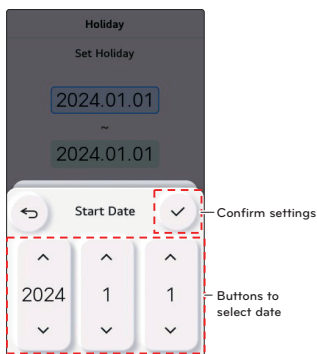 Holiday
Set Holiday
2024.01.01
~
2024.01.01
Start Date
Confirm settings
2024 1 1
Buttons to
select date